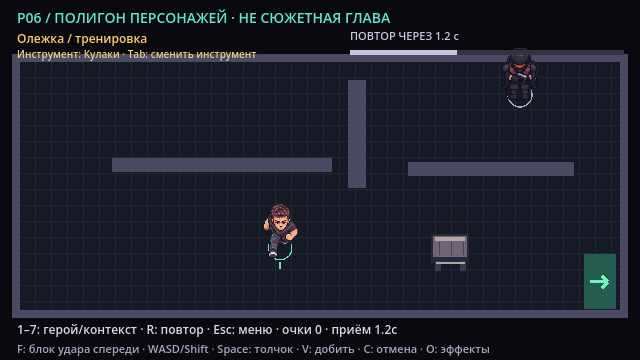 P06 / ПОЛИГОН ПЕРСОНАЖЕЙ · НЕ СЮЖЕТНАЯ ГЛАВА
Олежка / тренировка
ПОВТОР ЧЕРЕЗ 1.2 с
Инструмент: Кулаки · Tab: сменить инструмент
1–7: герой/контекст · R: повтор · Esc: меню · очки 0 · приём 1.2с
F: блок удара спереди · WASD/Shift · Space: толчок · V: добить · C: отмена · O: эффекты